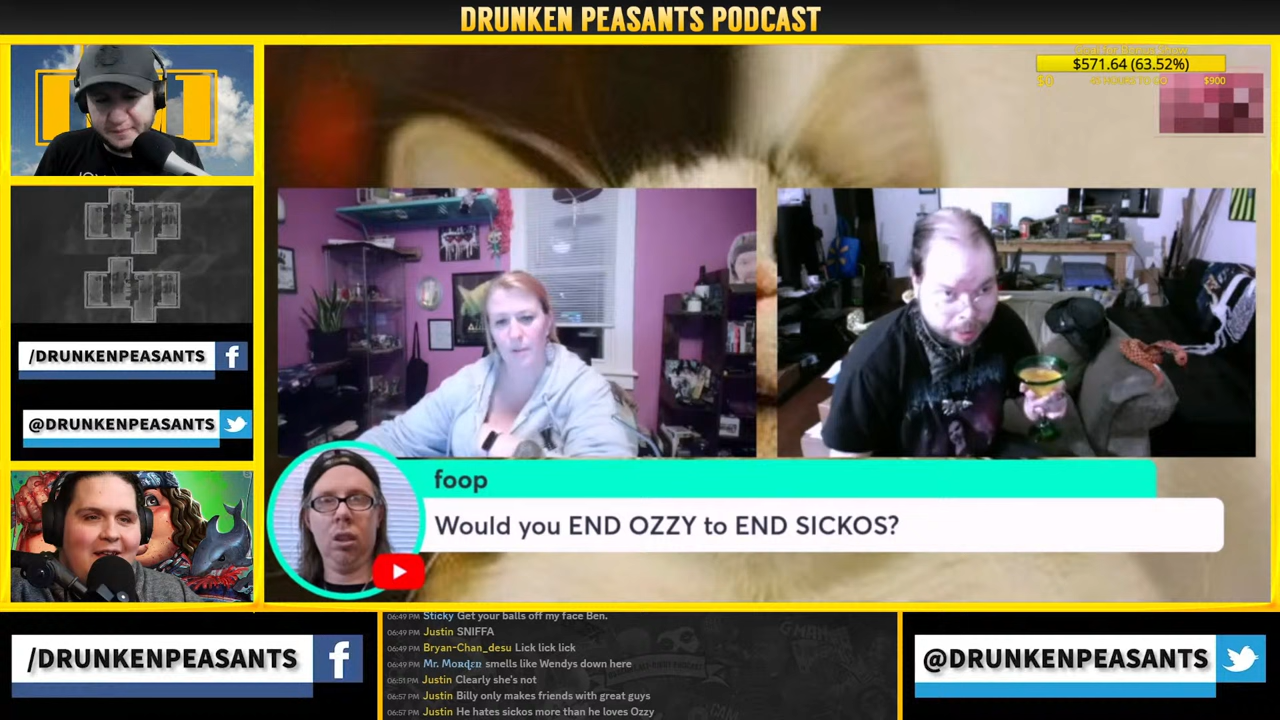 DRUNKEN PEASANTS PODCAST
$571.64 (63.52%)
$900
/DRUNKENPEASANTS f
@DRUNKENPEASANTS
foop
Would you END OZZY to END SICKOS?
06:49 PM Sticky Get your balls off my face Ben.
06:49 PM Justin SNIFFA
06:49 PM Bryan-Chan_desu Lick lick lick
06:49 PM Mr. smells like Wendys down here
06:51 PM Justin Clearly she's not
06:57 PM Justin Billy only makes friends with great guys
06:57 PM Justin He hates sickos more than he loves Ozzy
/DRUNKENPEASANTS f
@DRUNKENPEASANTS